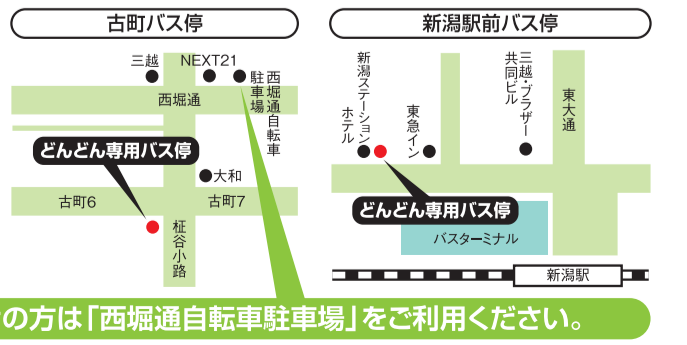 古町バス停
三越
NEXT21
西堀通自転車
駐車場
西堀通
どんどん専用バス停
大和
古町6
古町7
柾谷小路
新潟駅前バス停
新潟ステーション
ホテル
東急イン
三越・ブラザー
共同ビル
東大通
どんどん専用バス停
バスターミナル
新潟駅
の方は「西堀通自転車駐車場」をご利用ください。